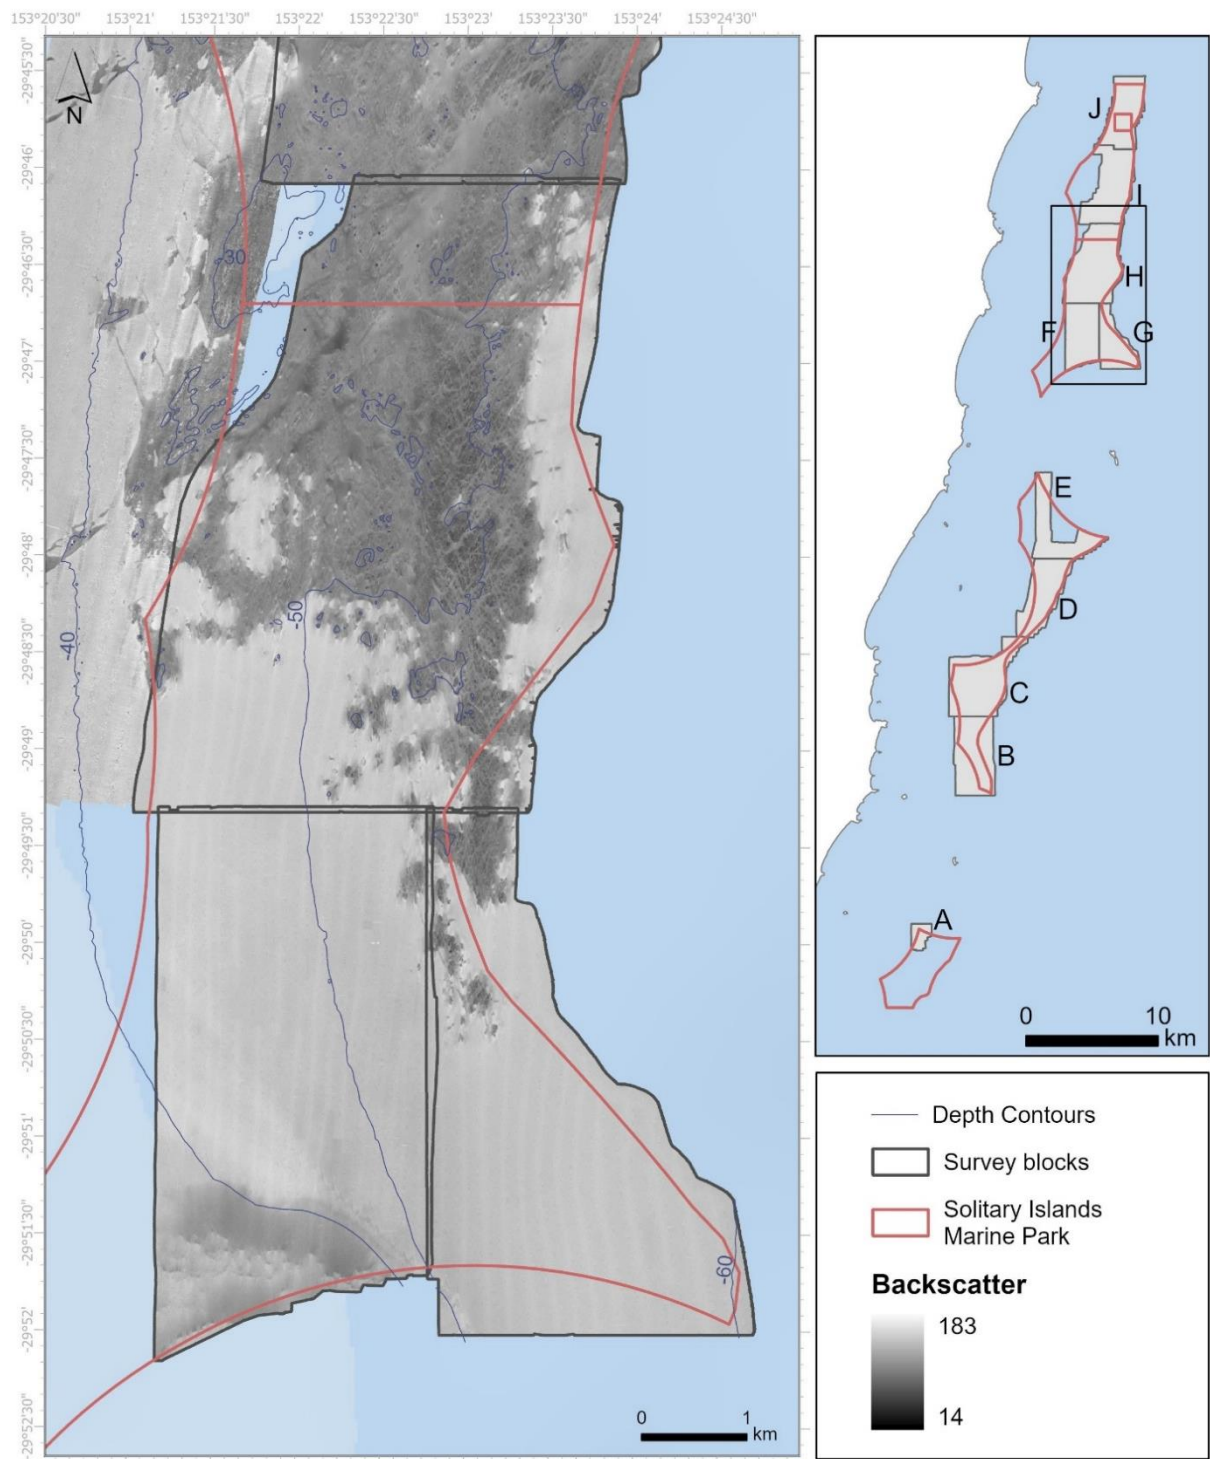 153°20'30" 153°21' 153°21'30" 153°22' 153°22'30" 153°23' 153°23'30" 153°24' 153°24'30"
-29°45'30"
-29°46'
-29°46'30"
-29°47'
-29°47'30"
-29°48'
-29°48'30"
-29°49'
-29°49'30"
-29°50'
-29°50'30"
-29°51'
-29°51'30"
-29°52'
-29°52'30"
N
-30
-40
-50
-60
0 1
km
J
I
H
F
G
E
D
C
B
A
0 10
km
Depth Contours
Survey blocks
Solitary Islands
Marine Park
Backscatter
183
14